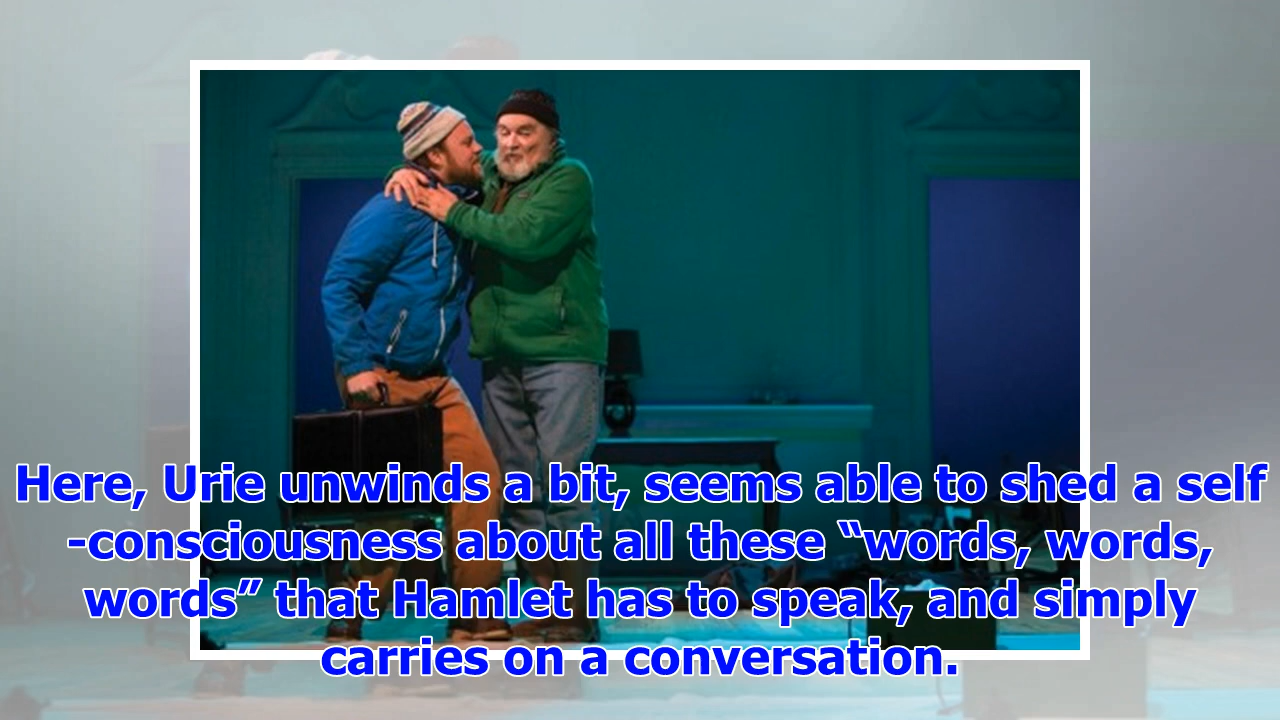 Here, Urie unwinds a bit, seems able to shed a self
-consciousness about all these “words, words,
words” that Hamlet has to speak, and simply
carries on a conversation.